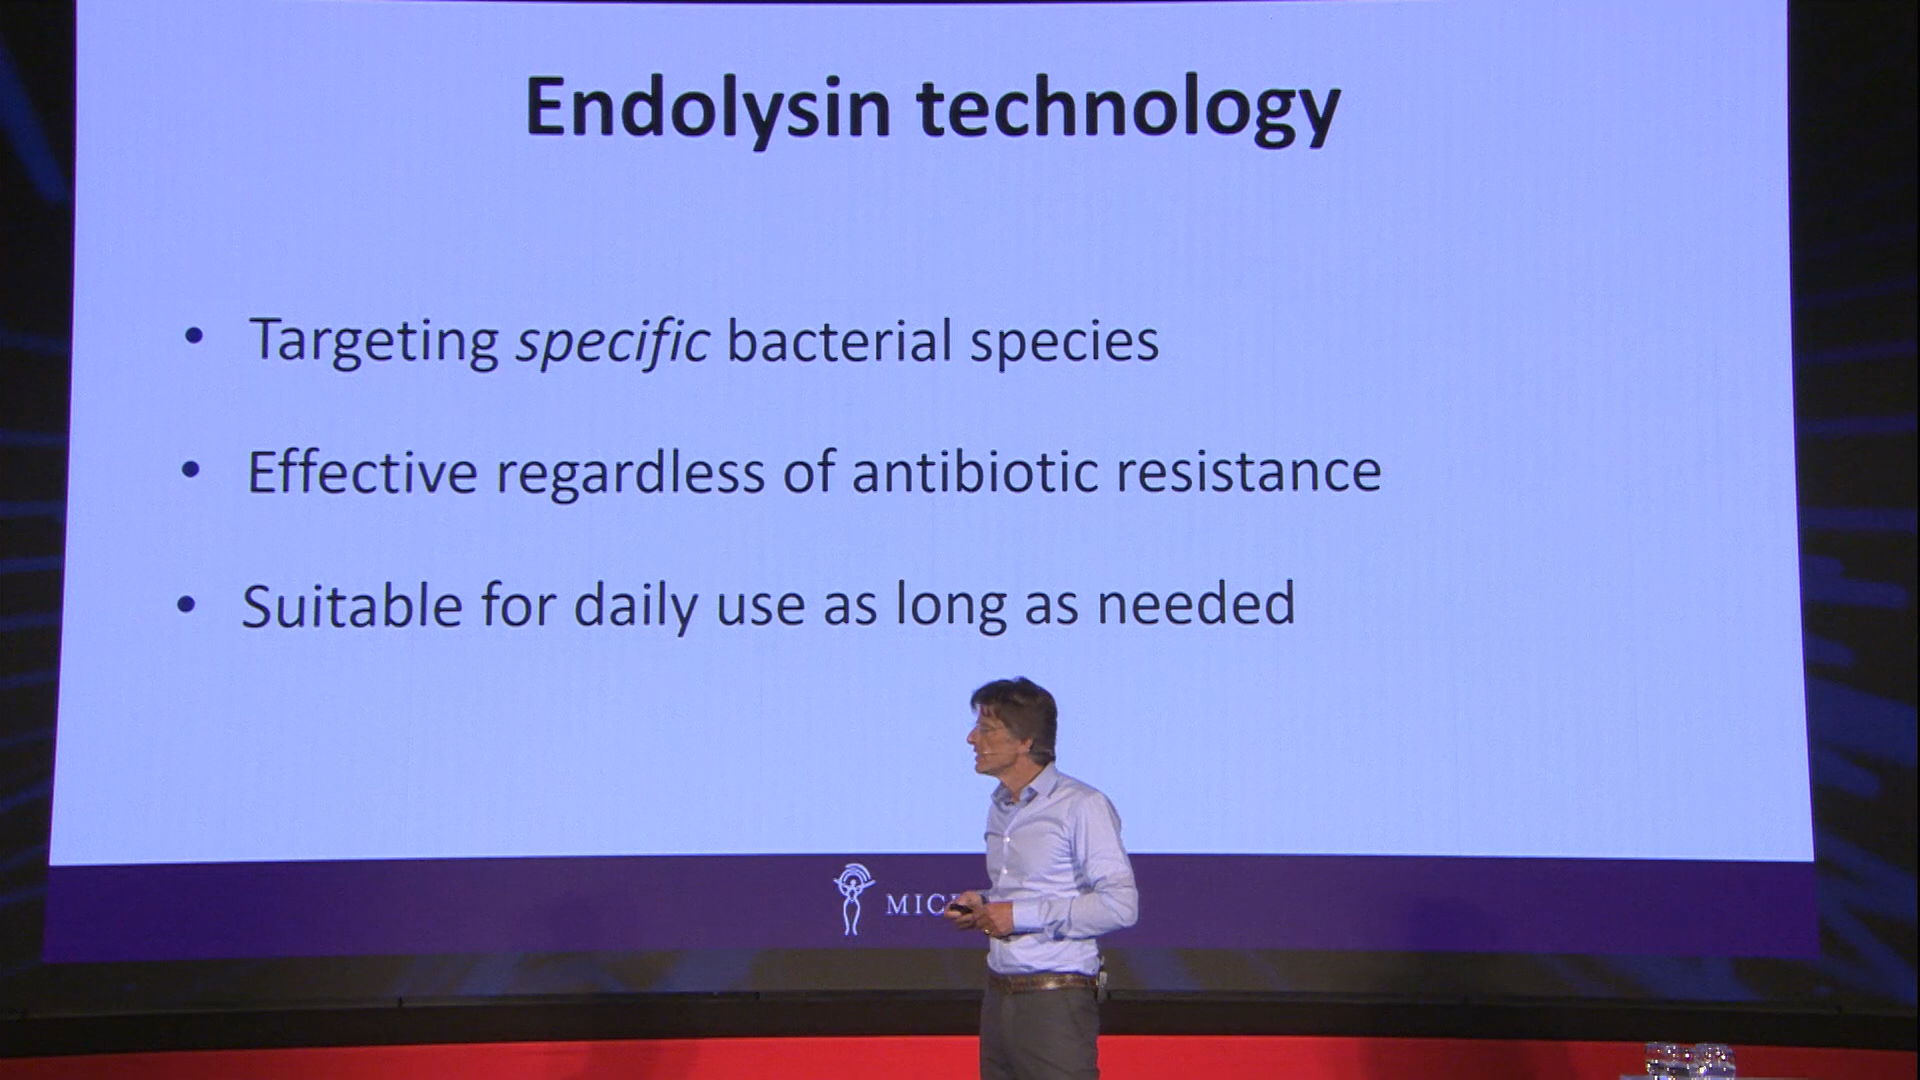 Endolysin technology
• Targeting specific bacterial species
• Effective regardless of antibiotic resistance
• Suitable for daily use as long as needed